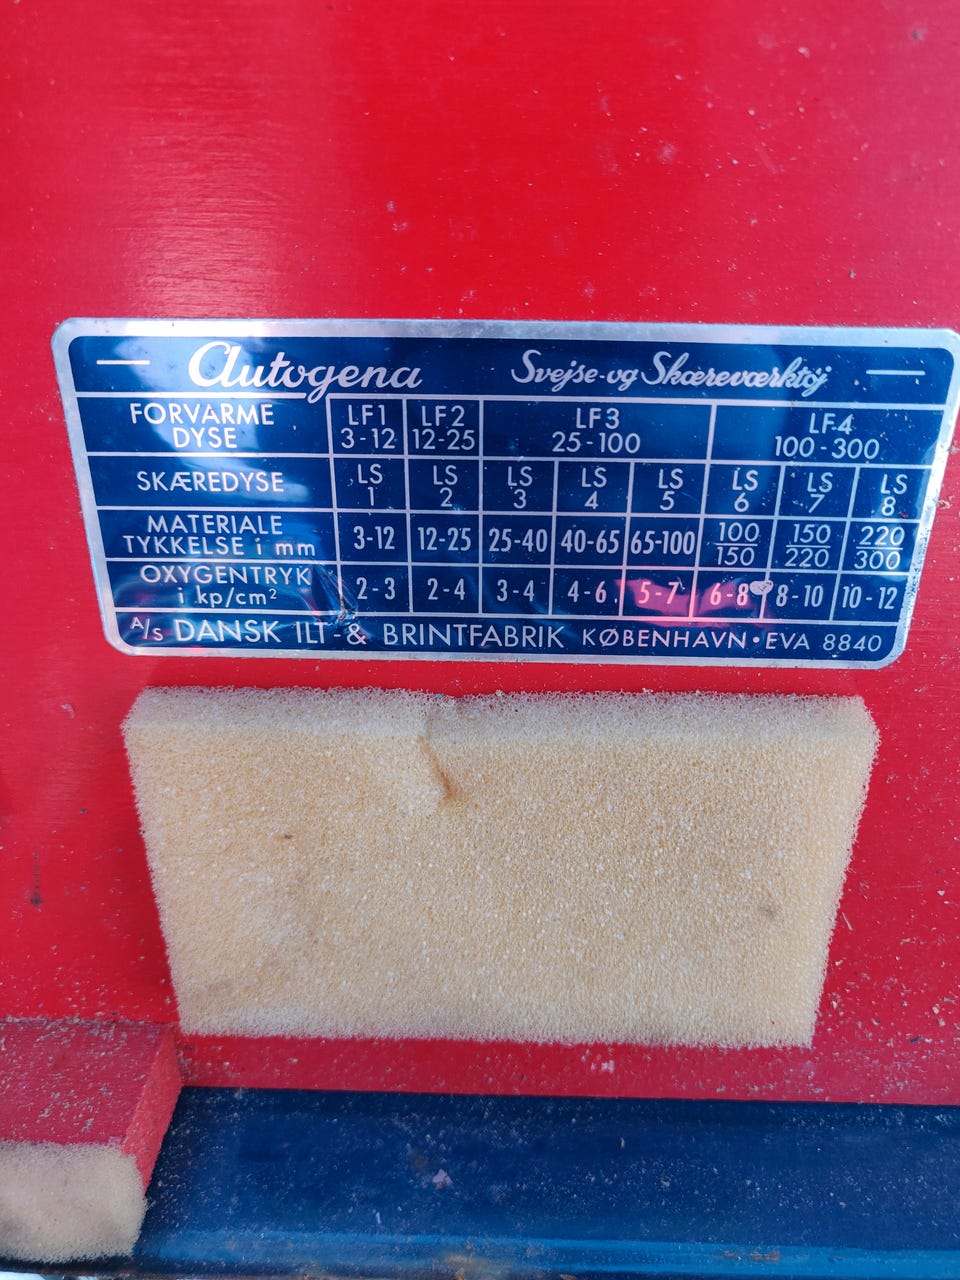 Autogena Svejse-og Skæreværktøj
FORVARME DYSE LF1 3-12 LF2 12-25 LF3 25-100 LF4 100-300
SKÆREDYSE LS 1 LS 2 LS 3 LS 4 LS 5 LS 6 LS 7 LS 8
MATERIALE TYKKELSE i mm 3-12 12-25 25-40 40-65 65-100 100/150 150/220 220/300
OXYGENTRYK i kp/cm² 2-3 2-4 3-4 4-6 5-7 6-8 8-10 10-12
A/S DANSK ILT-& BRINTFABRIK KØBENHAVN•EVA 8840